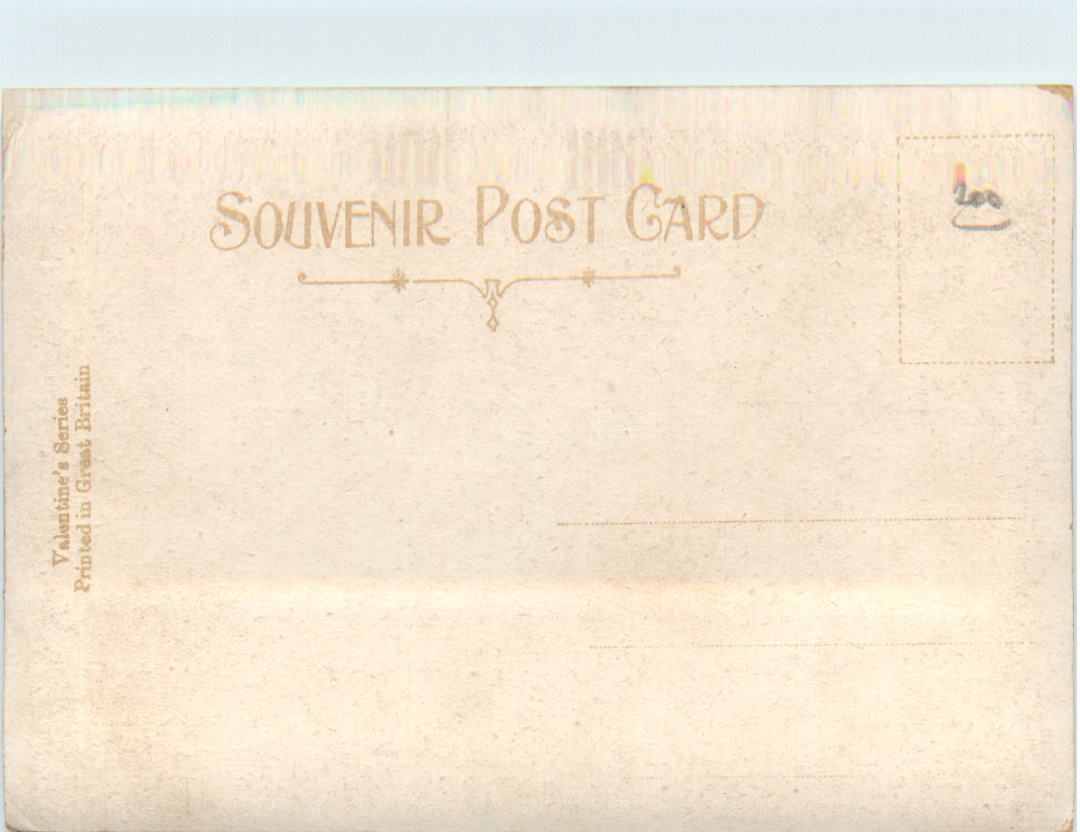 SOUVENIR POST CARD
200
Valentine's Series
Printed in Great Britain